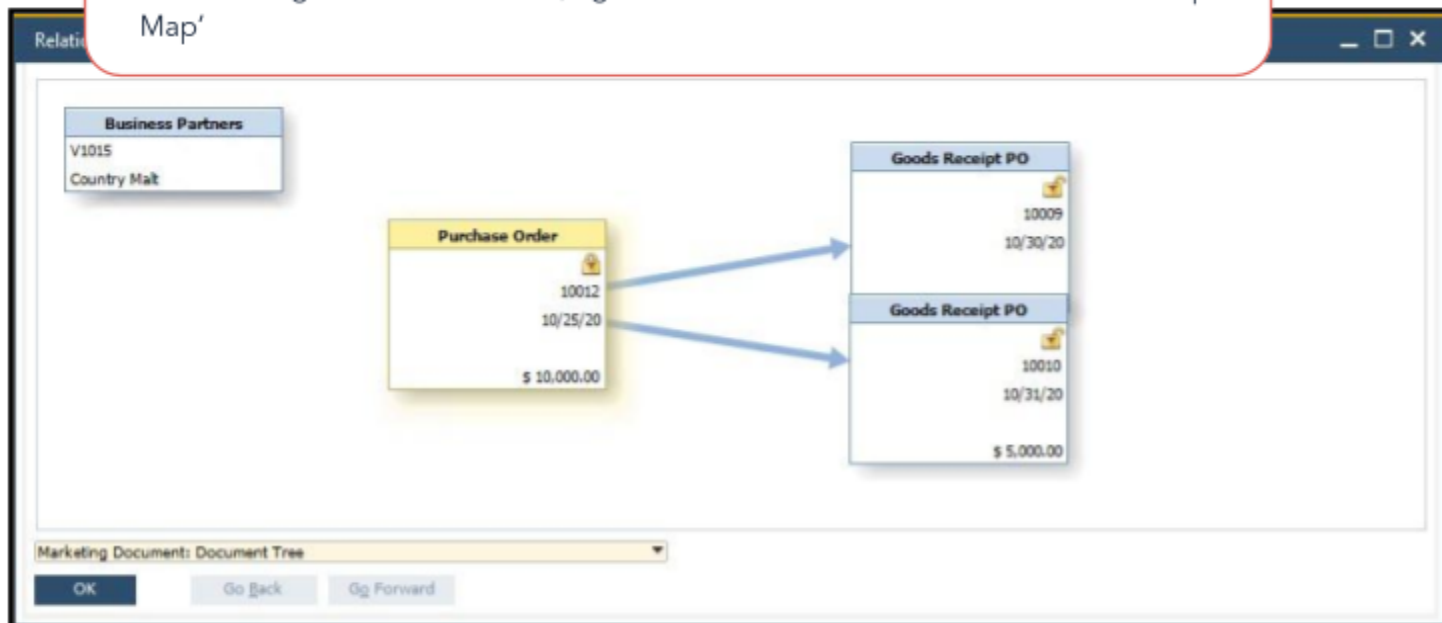 Map‘
Relatio
Business Partners
V1015
Country Malt
Purchase Order
10012
10/25/20
$ 10,000.00
Goods Receipt PO
10009
10/30/20
Goods Receipt PO
10010
10/31/20
$ 5,000.00
Marketing Document: Document Tree
OK
Go Back
Go Forward